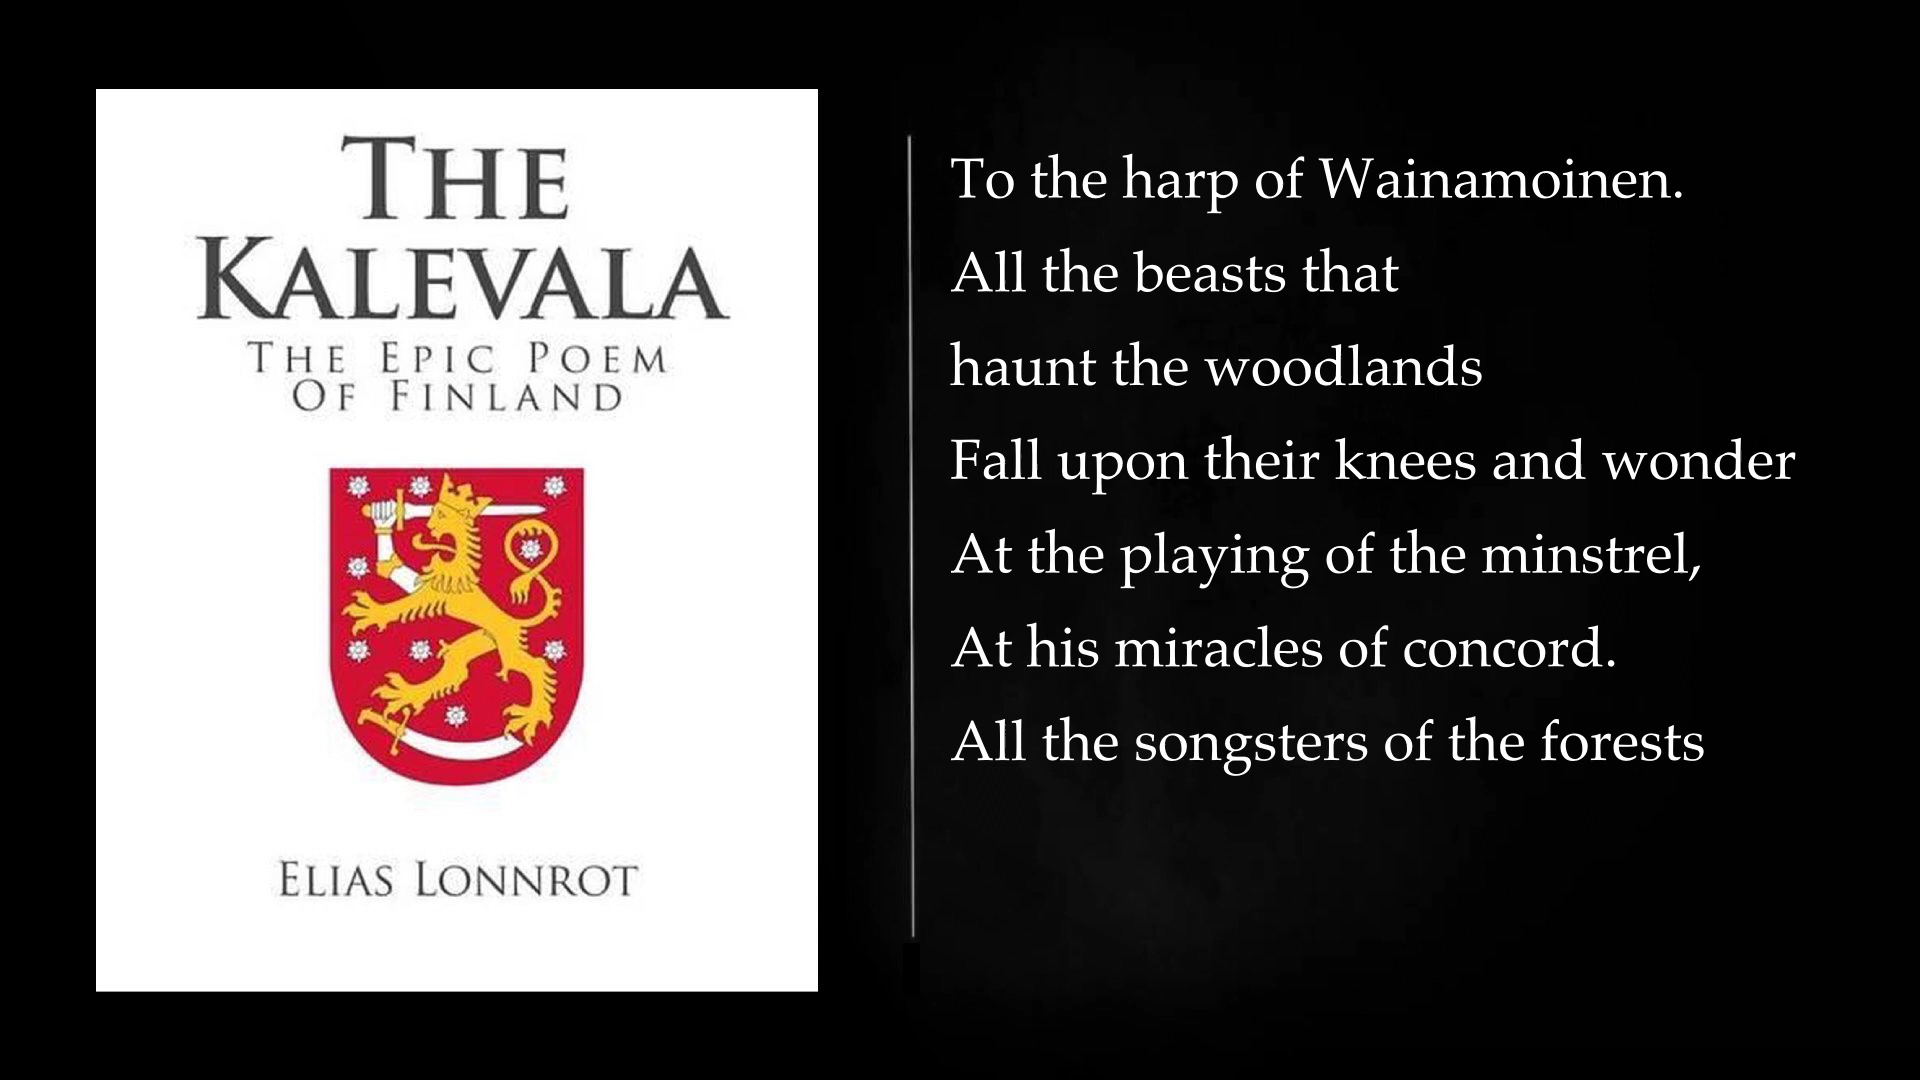 THE
KALEVALA
THE EPIC POEM
OF FINLAND
ELIAS LONNROT
To the harp of Wainamoinen.
All the beasts that
haunt the woodlands
Fall upon their knees and wonder
At the playing of the minstrel,
At his miracles of concord.
All the songsters of the forests